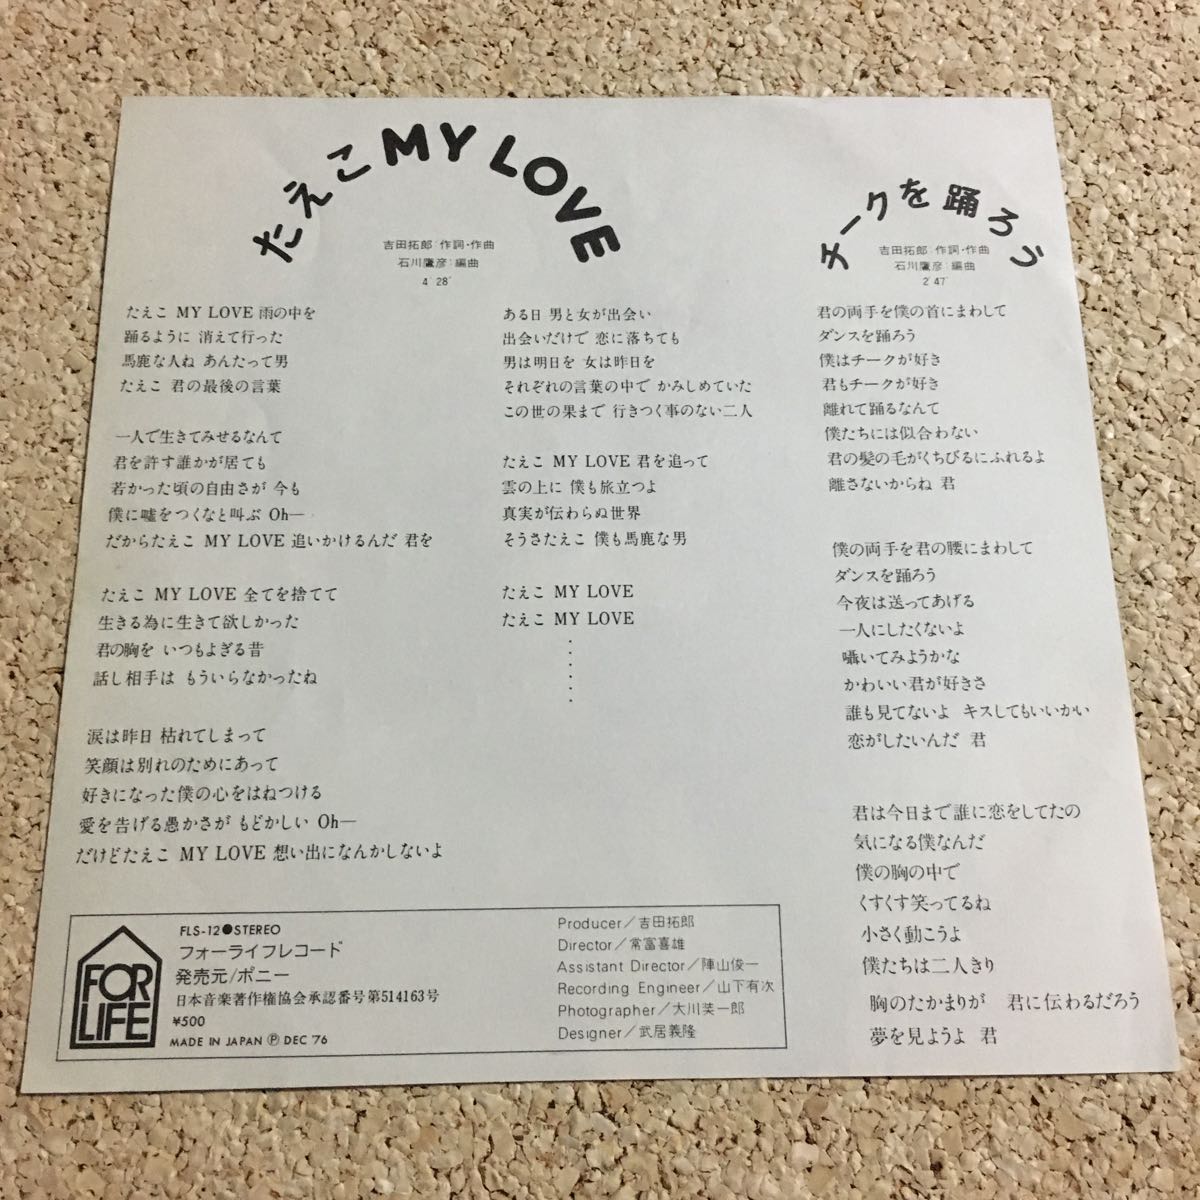 たえこ MY LOVE
吉田拓郎：作詞・作曲
石川鷹彦：編曲
4′28″
たえこ MY LOVE 雨の中を
踊るように 消えて行った
馬鹿な人ね あんたって男
たえこ 君の最後の言葉
一人で生きてみせるなんて
君を許す誰かが居ても
若かった頃の自由さが 今も
僕に嘘をつくなと叫ぶ Oh―
だからたえこ MY LOVE 追いかけるんだ 君を
たえこ MY LOVE 全てを捨てて
生きる為に生きて欲しかった
君の胸を いつもよぎる昔
話し相手は もういらなかったね
涙は昨日 枯れてしまって
笑顔は別れのためにあって
好きになった僕の心をはねつける
愛を告げる愚かさが もどかしい Oh―
だけどたえこ MY LOVE 想い出になんかしないよ
ある日 男と女が出会い
出会いだけで 恋に落ちても
男は明日を 女は昨日を
それぞれの言葉の中で かみしめていた
この世の果まで 行きつく事のない二人
たえこ MY LOVE 君を追って
雲の上に 僕も旅立つよ
真実が伝わらぬ世界
そうさたえこ 僕も馬鹿な男
たえこ MY LOVE
たえこ MY LOVE
・・・・・・・
チークを踊ろう
吉田拓郎：作詞・作曲
石川鷹彦：編曲
2′47″
君の両手を僕の首にまわして
ダンスを踊ろう
僕はチークが好き
君もチークが好き
離れて踊るなんて
僕たちには似合わない
君の髪の毛がくちびるにふれるよ
離さないからね 君
僕の両手を君の腰にまわして
ダンスを踊ろう
今夜は送ってあげる
一人にしたくないよ
囁いてみようかな
かわいい君が好きさ
誰も見てないよ キスしてもいいかい
恋がしたいんだ 君
君は今日まで誰に恋をしてたの
気になる僕なんだ
僕の胸の中で
くすくす笑ってるね
小さく動こうよ
僕たちは二人きり
胸のたかまりが 君に伝わるだろう
夢を見ようよ 君
FOR
LIFE
FLS-12●STEREO
フォーライフレコード
発売元/ポニー
日本音楽著作権協会承認番号第514163号
¥500
MADE IN JAPAN Ⓟ DEC '76
Producer／吉田拓郎
Director／常富喜雄
Assistant Director／陣山俊一
Recording Engineer／山下有次
Photographer／大川奘一郎
Designer／武居義隆